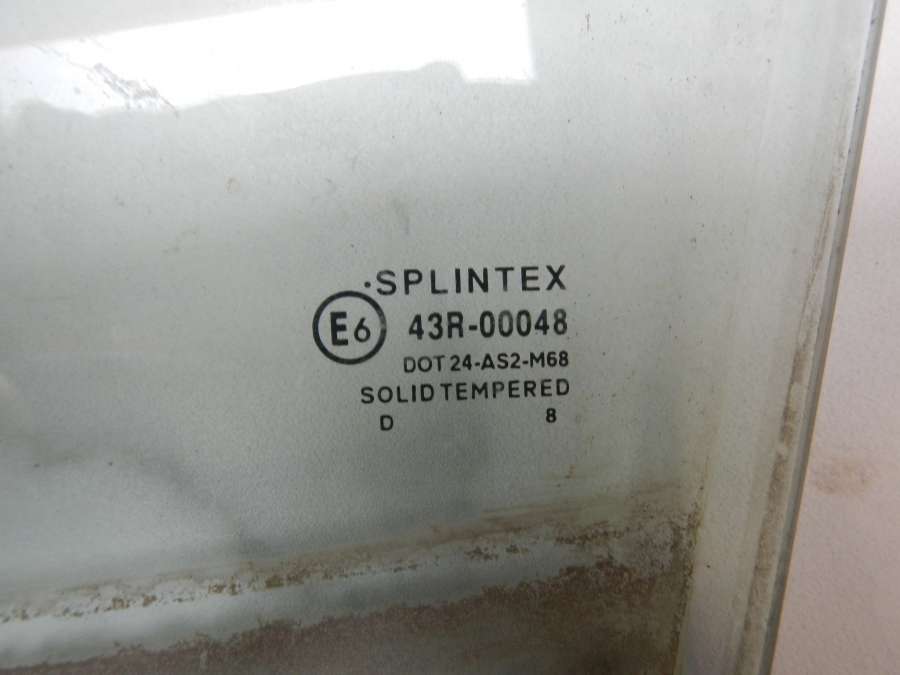 ·SPLINTEX
E6 43R-00048
DOT 24-AS2-M68
SOLID TEMPERED
D 8